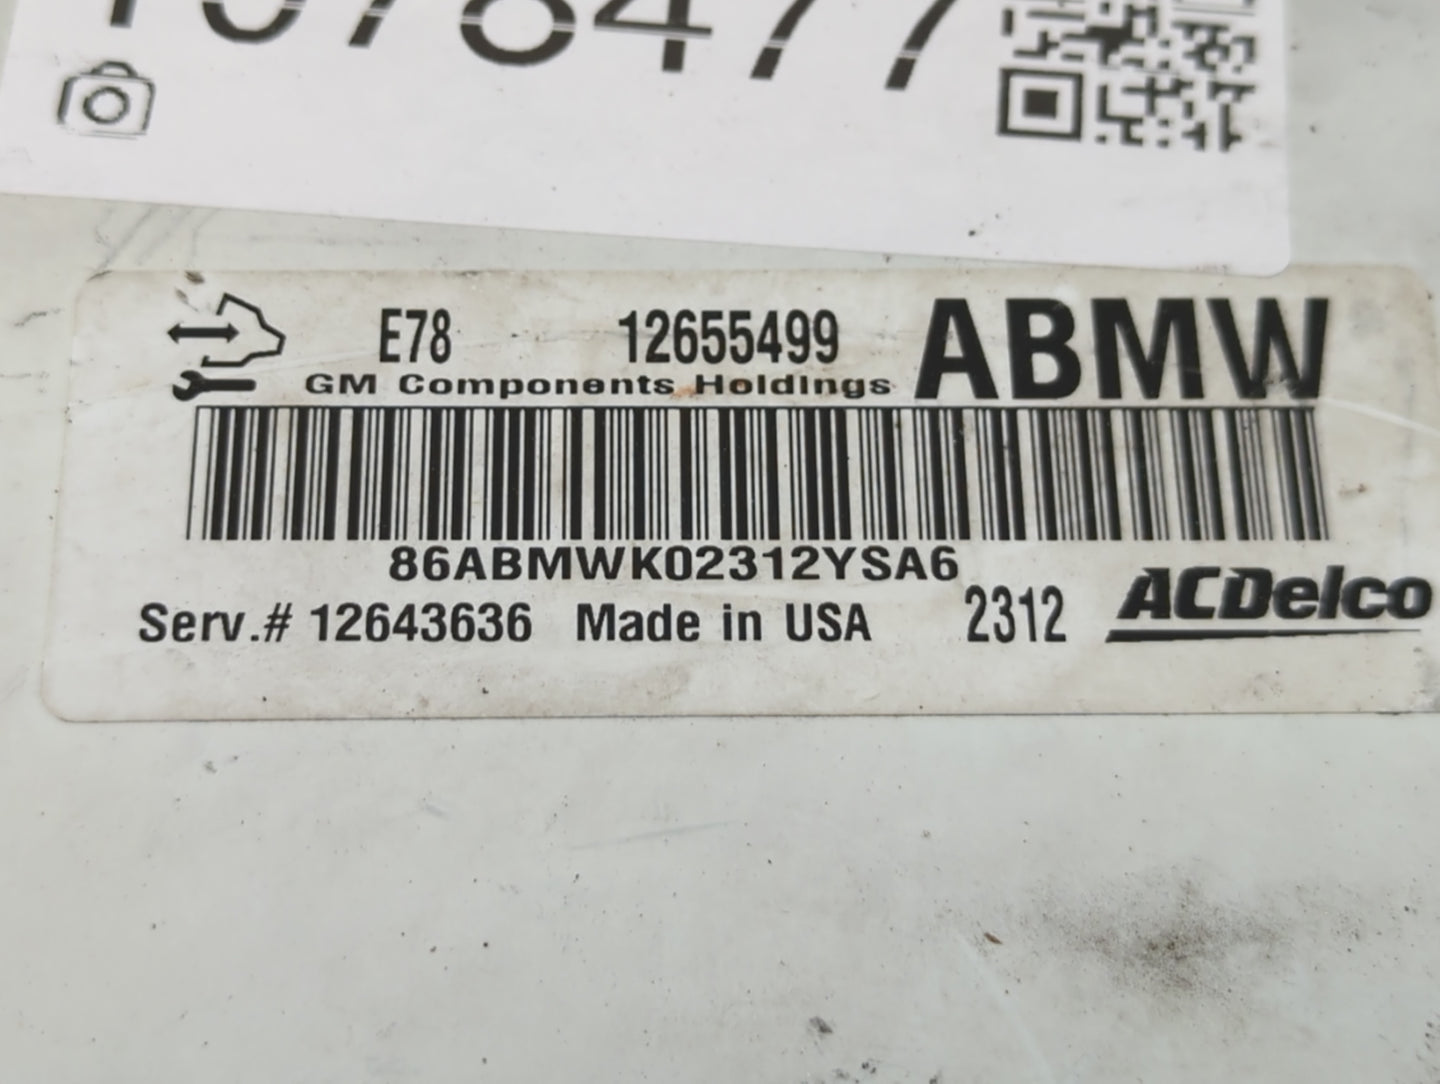 E78 12655499 ABMW
GM Components Holdings
86ABMWK02312YSA6
Serv.# 12643636 Made in USA 2312 ACDelco